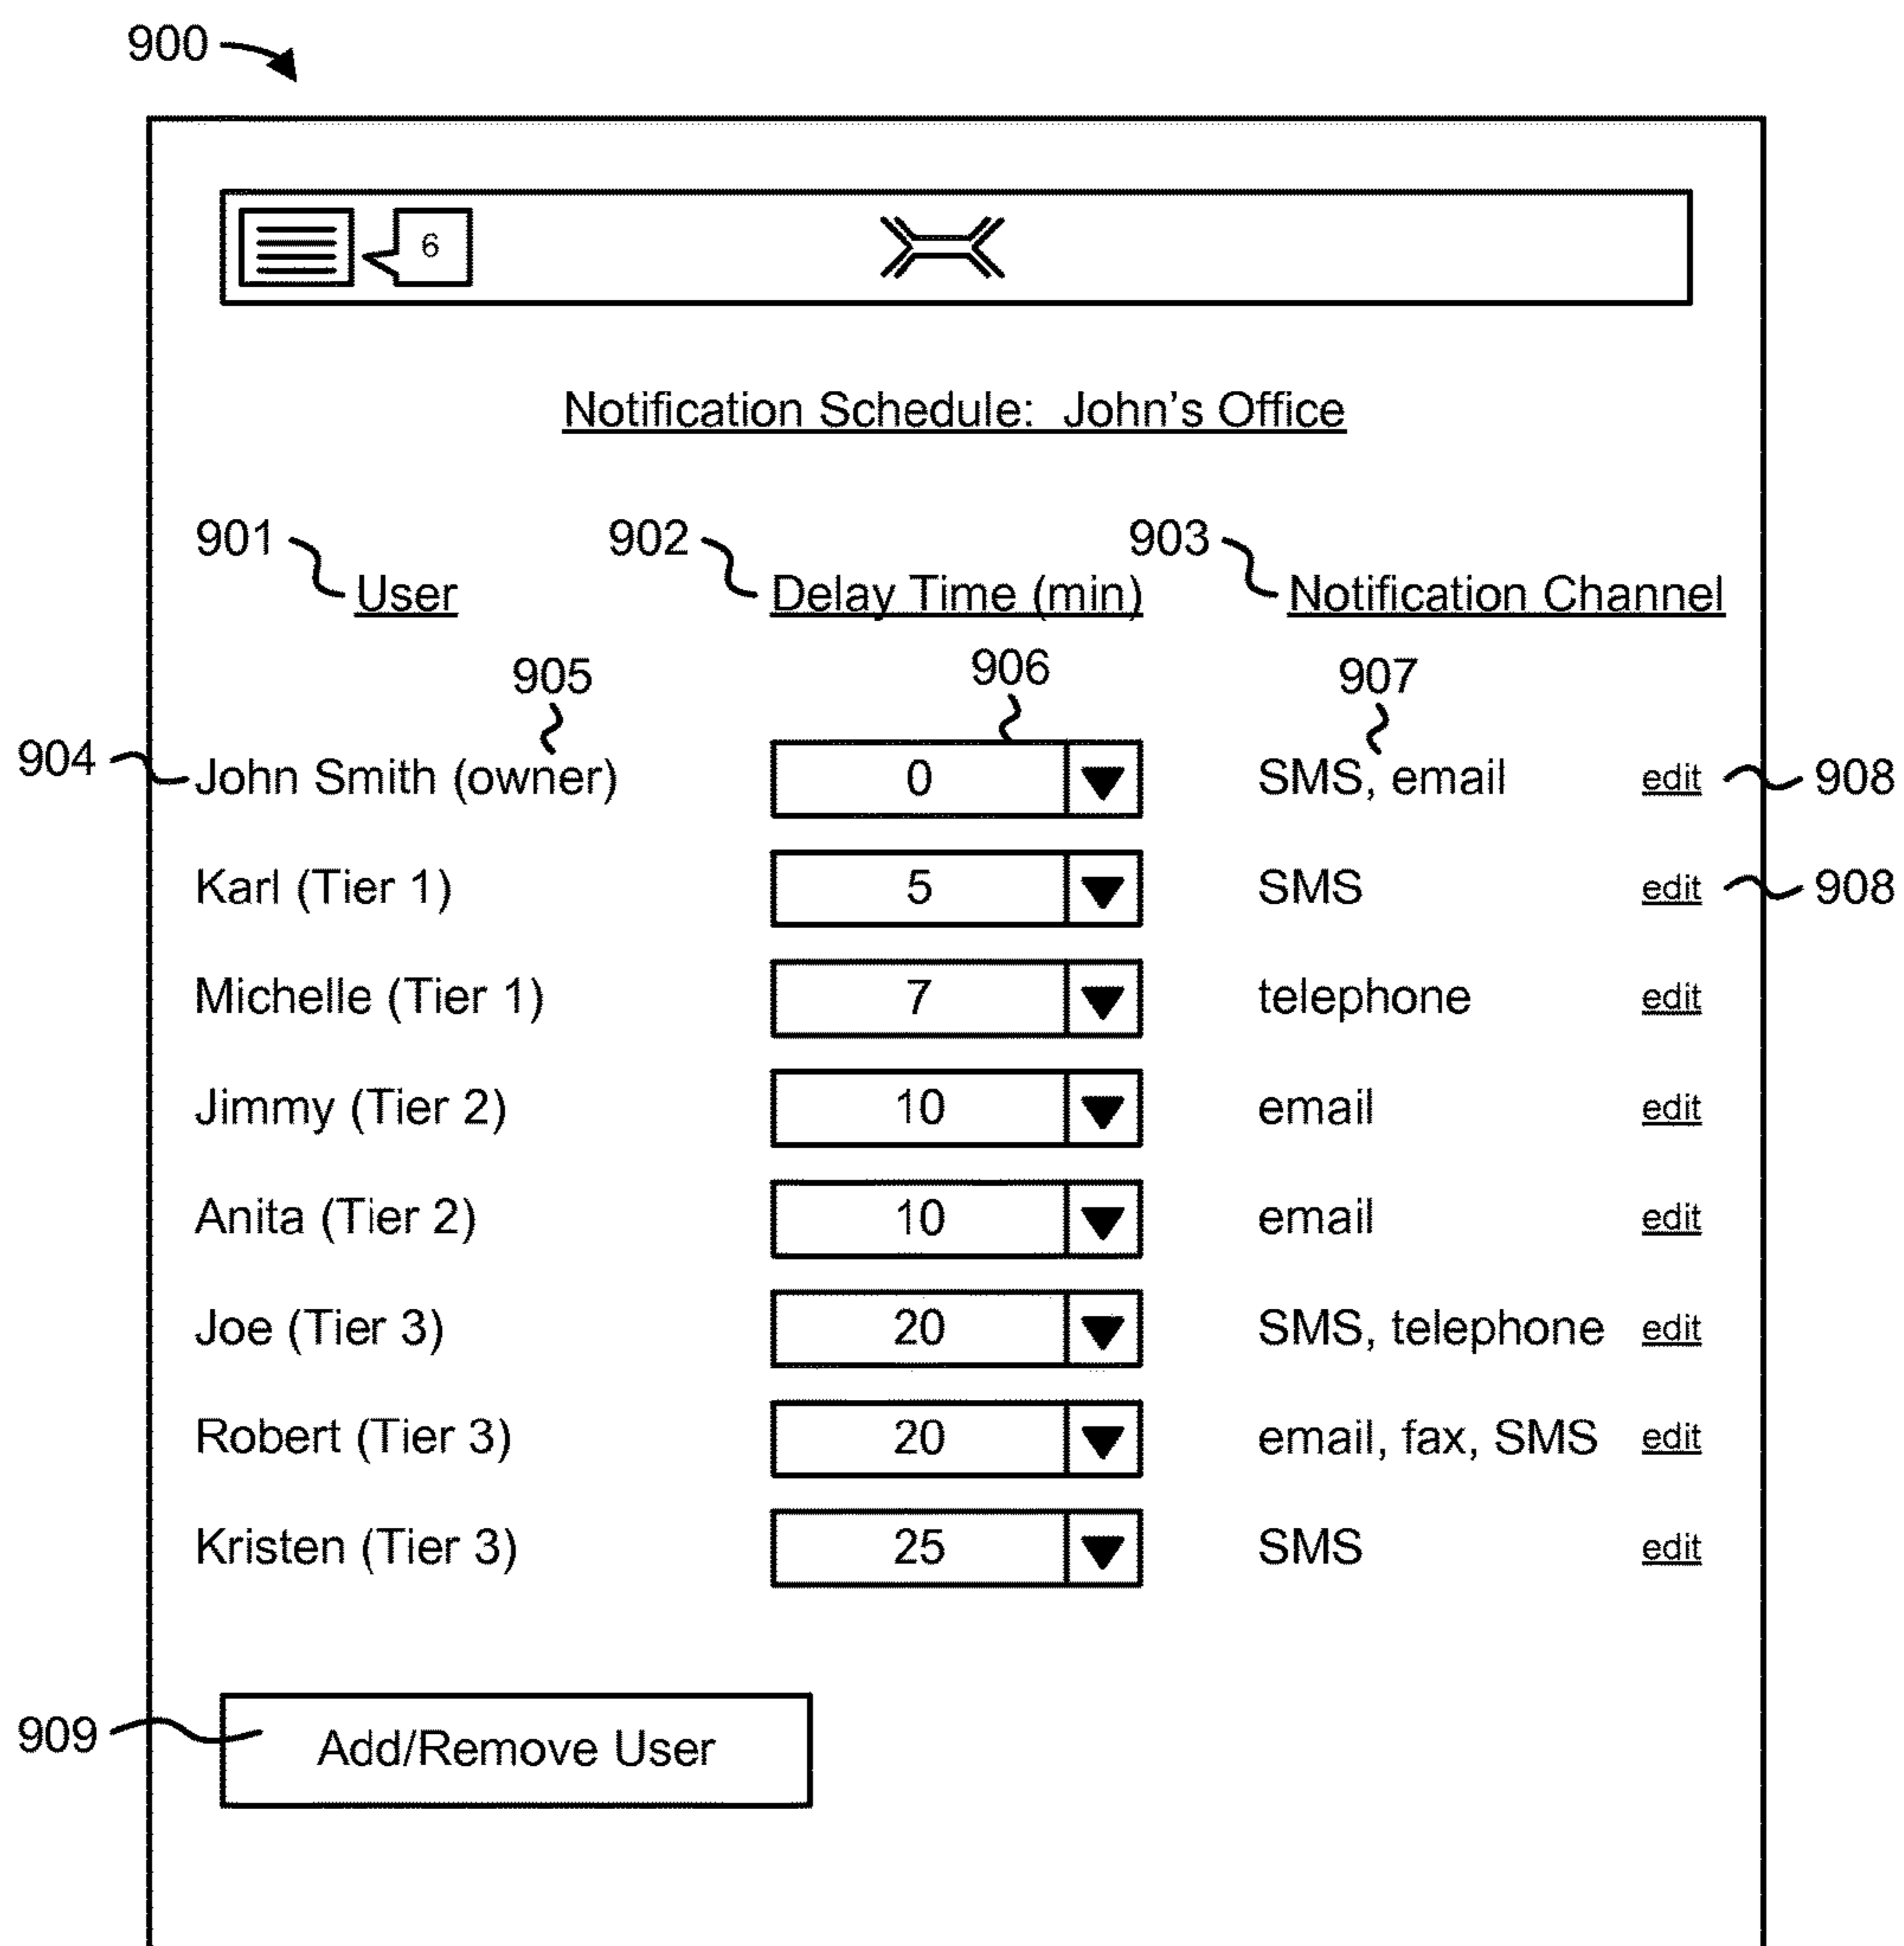 900
6
Notification Schedule: John's Office
901 902 903
User Delay Time (min) Notification Channel
905 906 907
904 John Smith (owner) 0 SMS, email edit 908
Karl (Tier 1) 5 SMS edit 908
Michelle (Tier 1) 7 telephone edit
Jimmy (Tier 2) 10 email edit
Anita (Tier 2) 10 email edit
Joe (Tier 3) 20 SMS, telephone edit
Robert (Tier 3) 20 email, fax, SMS edit
Kristen (Tier 3) 25 SMS edit
909 Add/Remove User